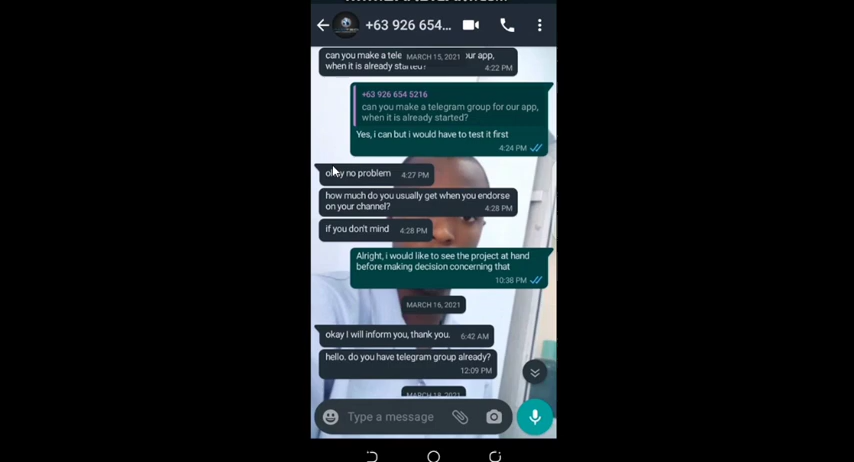 +63 926 654...
can you make a tele
MARCH 15, 2021
our app,
when it is already started?
4:22 PM
+63 926 654 5216
can you make a telegram group for our app,
when it is already started?
Yes, i can but i would have to test it first
4:24 PM
okay no problem
4:27 PM
how much do you usually get when you endorse
on your channel?
4:28 PM
if you don't mind
4:28 PM
Alright, i would like to see the project at hand
before making decision concerning that
10:38 PM
MARCH 16, 2021
okay I will inform you, thank you.
6:42 AM
hello. do you have telegram group already?
12:09 PM
MARCH 18, 2021
Type a message